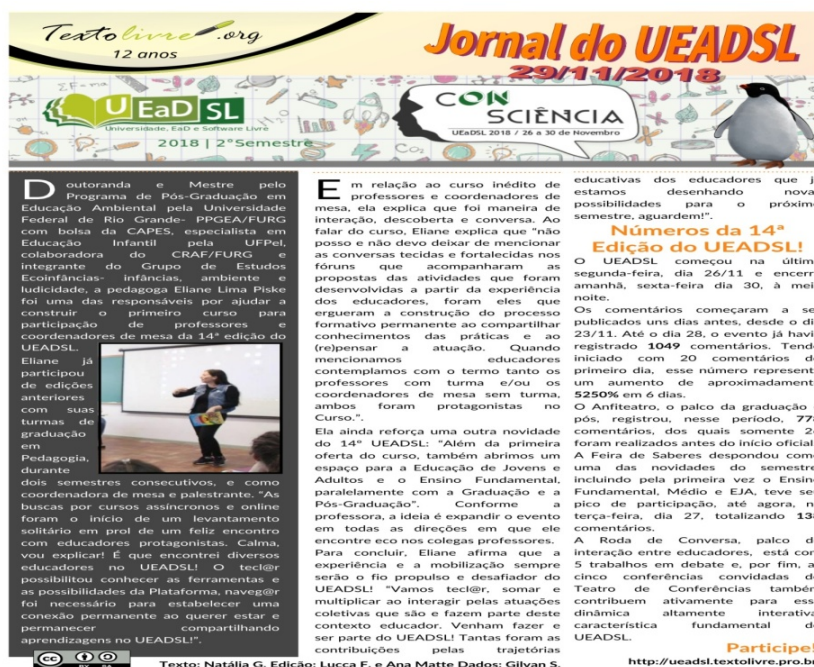 Textolivre.org
12 anos
Jornal do UEADSL
29/11/2018
UEaDSL
Universidade, EaD e Software Livre
2018 | 2ºSemestre
CON
SCIÊNCIA
UEaDSL 2018 / 26 a 30 de Novembro
Doutoranda e Mestre pelo
Programa de Pós-Graduação em
Educação Ambiental pela Universidade
Federal de Rio Grande- PPGEA/FURG
com bolsa da CAPES, especialista em
Educação Infantil pela UFPel,
colaboradora do CRAF/FURG e
integrante do Grupo de Estudos
Ecoinfâncias- infâncias, ambiente e
ludicidade, a pedagoga Eliane Lima Piske
foi uma das responsáveis por ajudar a
construir o primeiro curso para
participação de professores e
coordenadores de mesa da 14ª edição do
UEADSL.
Eliane já
participou
de edições
anteriores
com suas
turmas de
graduação
em
Pedagogia,
durante
dois semestres consecutivos, e como
coordenadora de mesa e palestrante. "As
buscas por cursos assíncronos e online
foram o início de um levantamento
solitário em prol de um feliz encontro
com educadores protagonistas. Calma,
vou explicar! É que encontrei diversos
educadores no UEADSL! O tecl@r
possibilitou conhecer as ferramentas e
as possibilidades da Plataforma, naveg@r
foi necessário para estabelecer uma
conexão permanente ao querer estar e
permanecer compartilhando
aprendizagens no UEADSL!".
Em relação ao curso inédito de
professores e coordenadores de
mesa, ela explica que foi maneira de
interação, descoberta e conversa. Ao
falar do curso, Eliane explica que "não
posso e não devo deixar de mencionar
as conversas tecidas e fortalecidas nos
fóruns que acompanharam as
propostas das atividades que foram
desenvolvidas a partir da experiência
dos educadores, foram eles que
ergueram a construção do processo
formativo permanente ao compartilhar
conhecimentos das práticas e ao
(re)pensar a atuação. Quando
mencionamos educadores
contemplamos com o termo tanto os
professores com turma e/ou os
coordenadores de mesa sem turma,
ambos foram protagonistas no
Curso.".
Ela ainda reforça uma outra novidade
do 14º UEADSL: "Além da primeira
oferta do curso, também abrimos um
espaço para a Educação de Jovens e
Adultos e o Ensino Fundamental,
paralelamente com a Graduação e a
Pós-Graduação". Conforme a
professora, a ideia é expandir o evento
em todas as direções em que ele
encontre eco nos colegas professores.
Para concluir, Eliane afirma que a
experiência e a mobilização sempre
serão o fio propulso e desafiador do
UEADSL! "Vamos tecl@r, somar e
multiplicar ao interagir pelas atuações
coletivas que são e fazem parte deste
contexto educador. Venham fazer e
ser parte do UEADSL! Tantas foram as
contribuições pelas trajetórias
educativas dos educadores que j
estamos desenhando nova
possibilidades para o próxim
semestre, aguardem!".
Números da 14ª
Edição do UEADSL!
O UEADSL começou na últim
segunda-feira, dia 26/11 e encerr
amanhã, sexta-feira dia 30, à mei
noite.
Os comentários começaram a se
publicados uns dias antes, desde o di
23/11. Até o dia 28, o evento já havi
registrado 1049 comentários. Tend
iniciado com 20 comentários d
primeiro dia, esse número represent
um aumento de aproximadament
5250% em 6 dias.
O Anfiteatro, o palco da graduação
pós, registrou, nesse período, 77
comentários, dos quais somente 2
foram realizados antes do início oficial
A Feira de Saberes despondou com
uma das novidades do semestre
incluindo pela primeira vez o Ensin
Fundamental, Médio e EJA, teve se
pico de participação, até agora, n
terça-feira, dia 27, totalizando 13
comentários.
A Roda de Conversa, palco d
interação entre educadores, está con
5 trabalhos em debate e, por fim, a
cinco conferências convidadas d
Teatro de Conferências també
contribuem ativamente para ess
dinâmica altamente interativa
característica fundamental d
UEADSL.
Participe!
http://ueadsl.textolivre.pro.b
cc BY SA
Texto: Natália G. Edição: Lucca F. e Ana Matte Dados: Gilvan S.